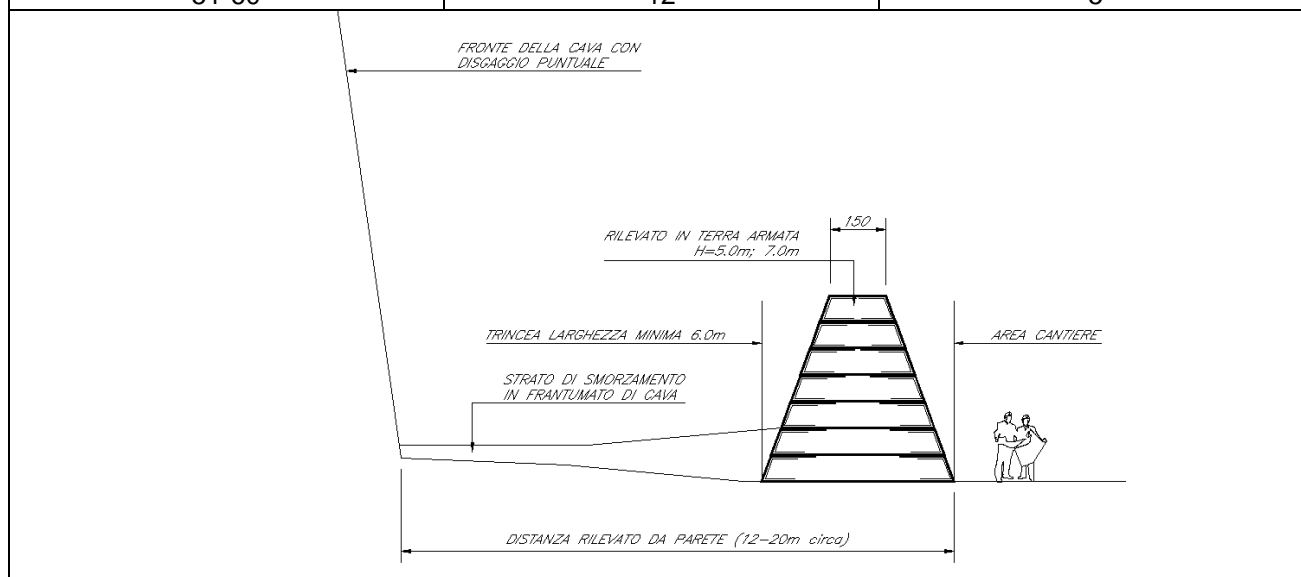 FRONTE DELLA CAVA CON
DISGAGGIO PUNTUALE
150
RILEVATO IN TERRA ARMATA
H=5.0m; 7.0m
TRINCEA LARGHEZZA MINIMA 6.0m
AREA CANTIERE
STRATO DI SMORZAMENTO
IN FRANTUMATO DI CAVA
DISTANZA RILEVATO DA PARETE (12-20m circa)